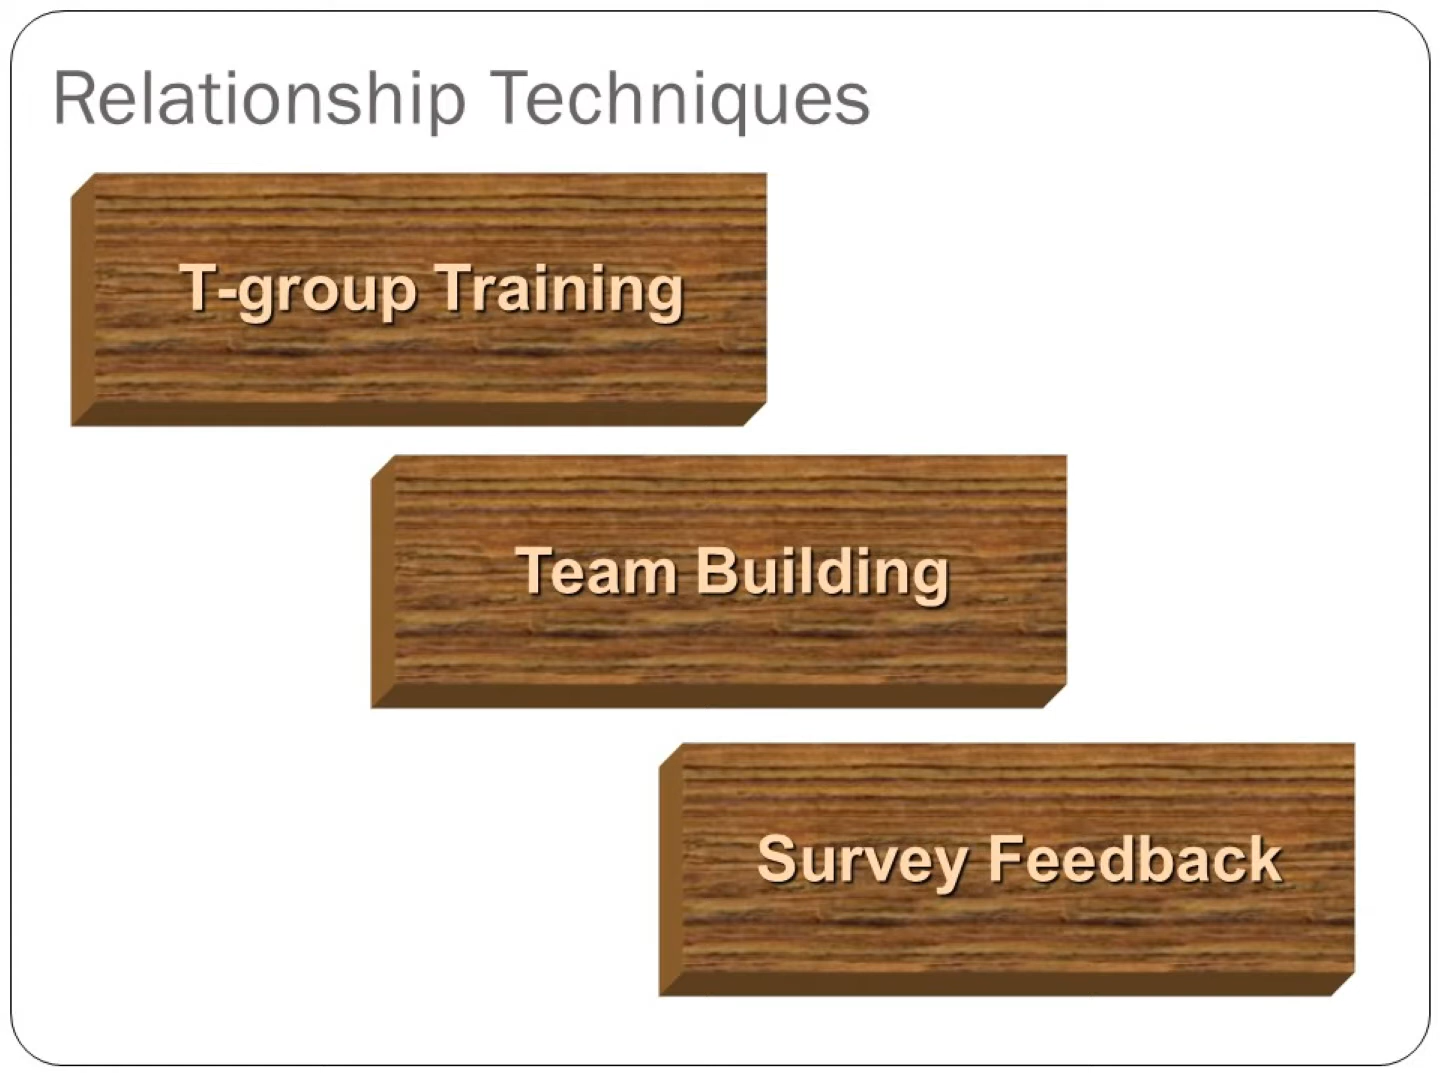 Relationship Techniques
T-group Training
Team Building
Survey Feedback